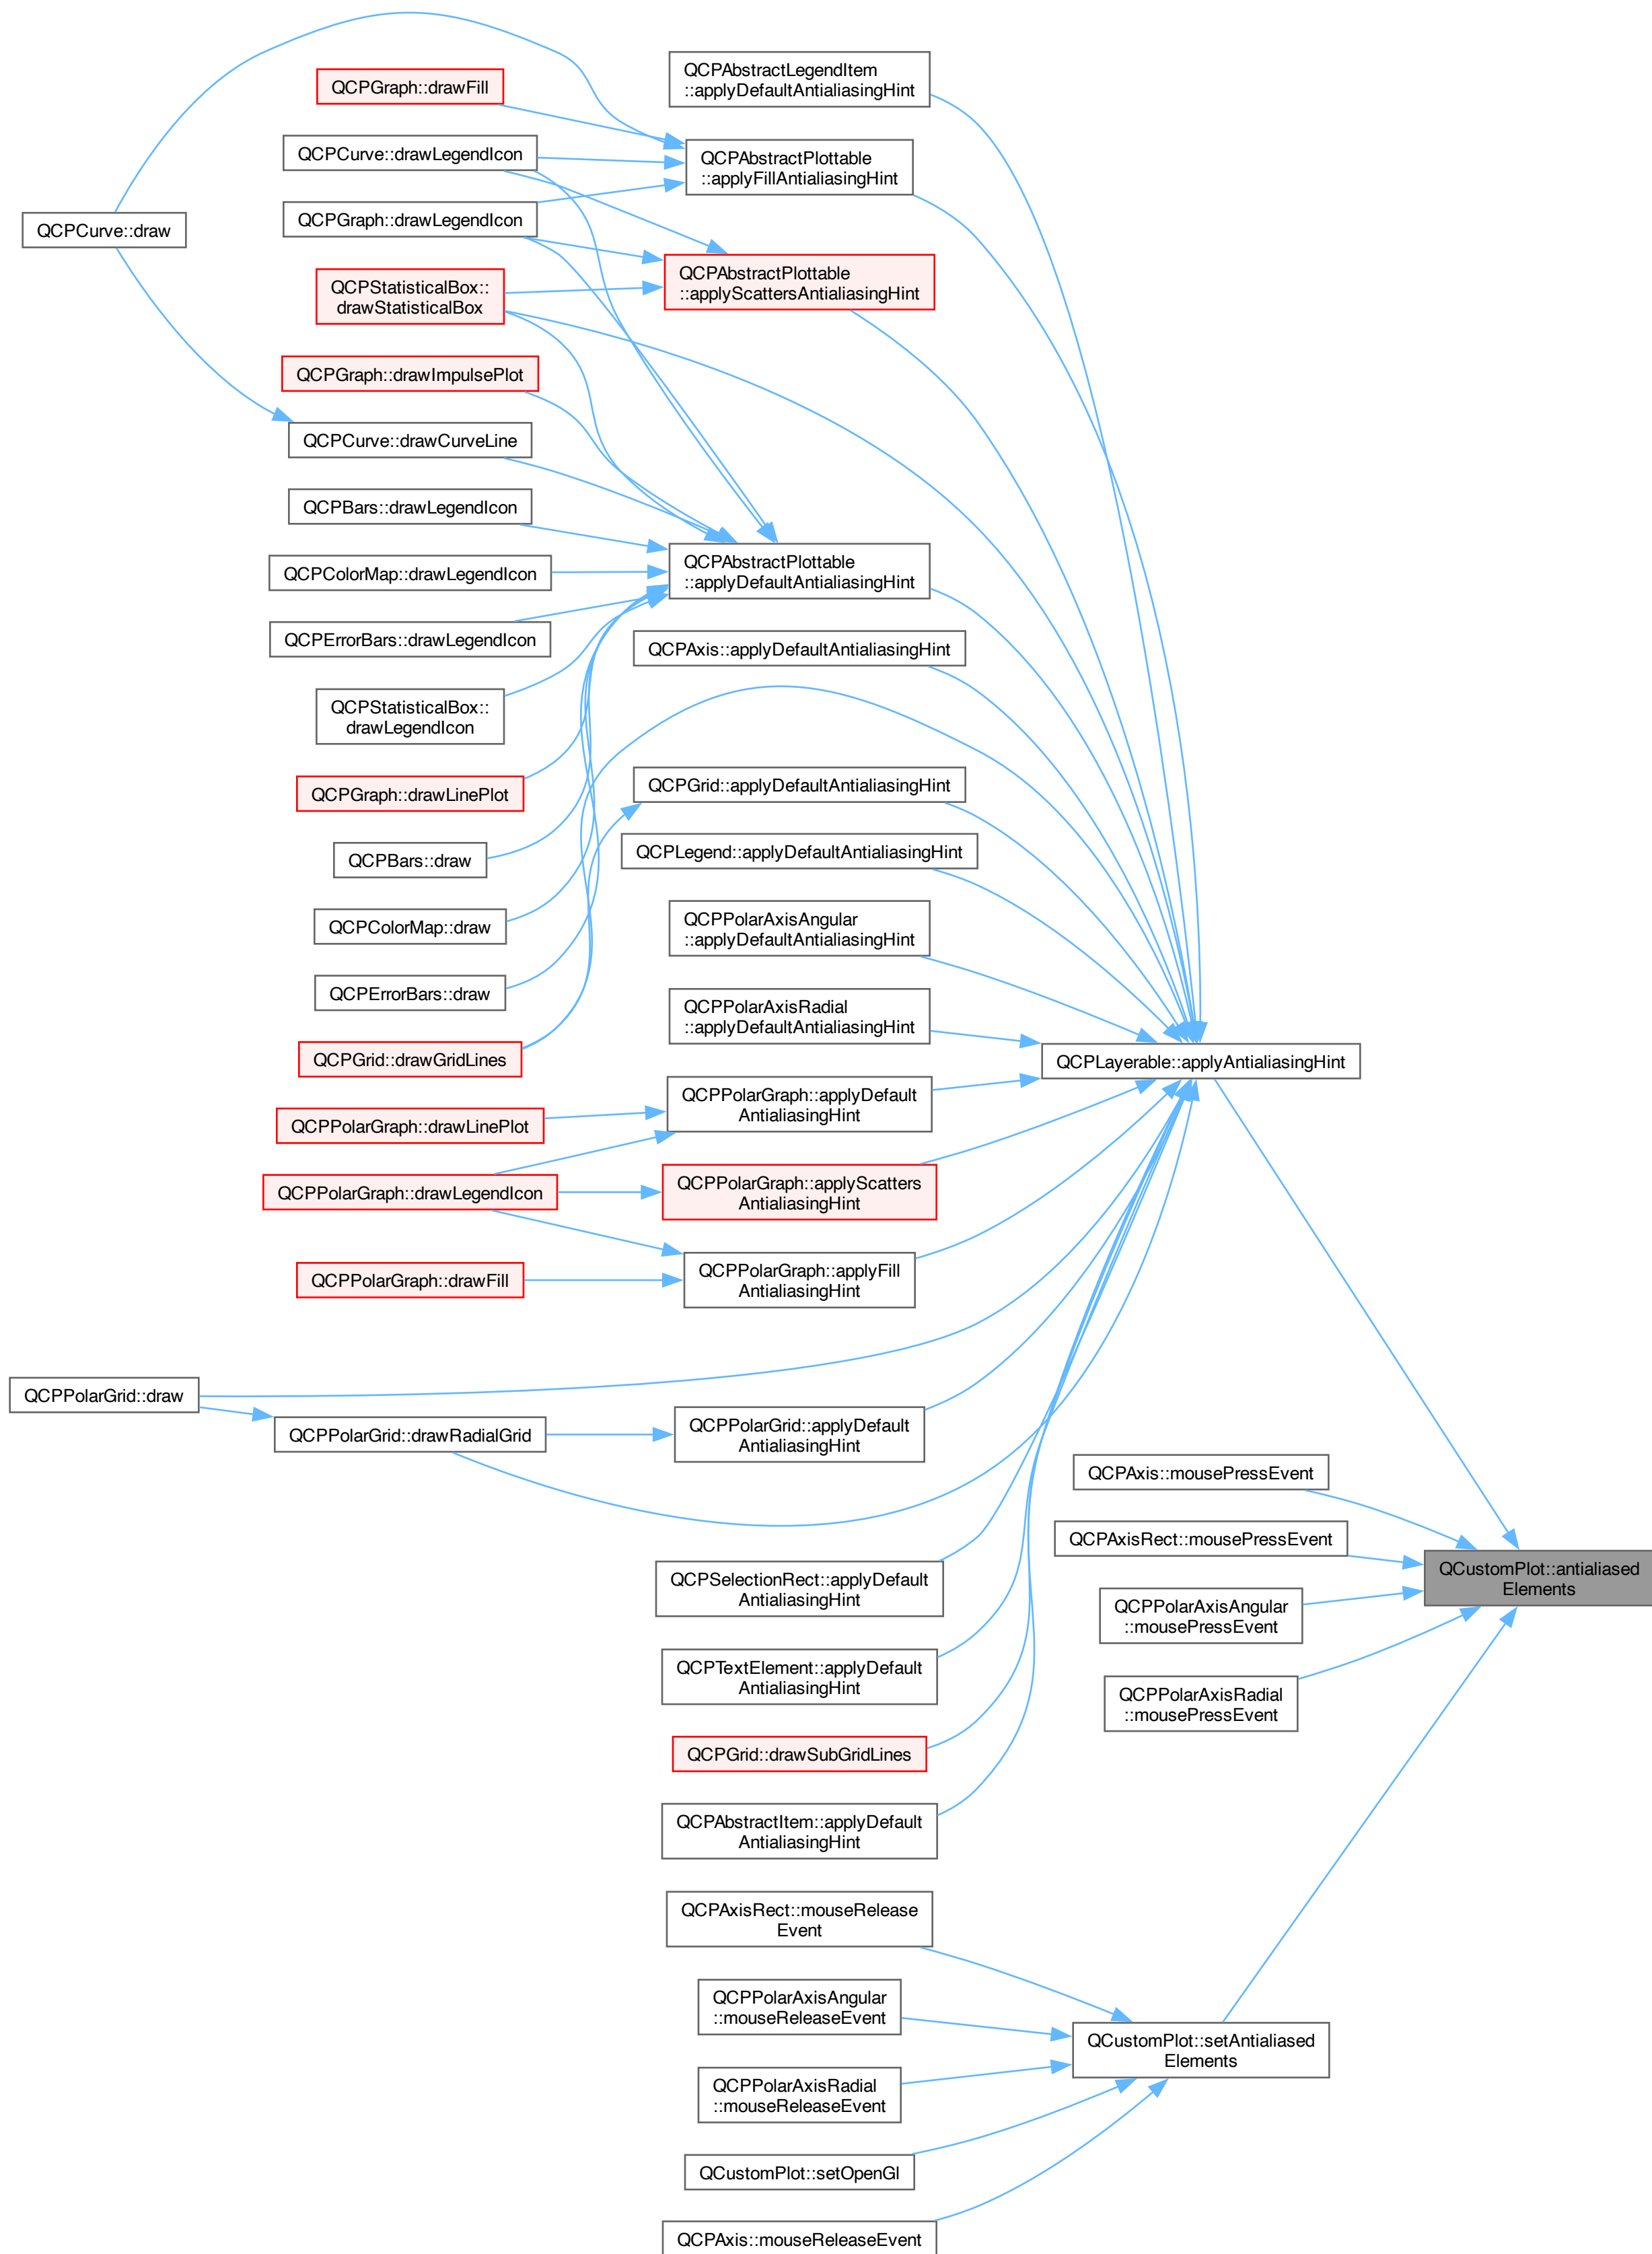 QCPAbstractLegendItem
::applyDefaultAntialiasingHint
QCPGraph::drawFill
QCPCurve::drawLegendIcon
QCPAbstractPlottable
::applyFillAntialiasingHint
QCPGraph::drawLegendIcon
QCPCurve::draw
QCPStatisticalBox::
drawStatisticalBox
QCPAbstractPlottable
::applyScattersAntialiasingHint
QCPGraph::drawImpulsePlot
QCPCurve::drawCurveLine
QCPBars::drawLegendIcon
QCPColorMap::drawLegendIcon
QCPAbstractPlottable
::applyDefaultAntialiasingHint
QCPErrorBars::drawLegendIcon
QCPAxis::applyDefaultAntialiasingHint
QCPStatisticalBox::
drawLegendIcon
QCPGraph::drawLinePlot
QCPGrid::applyDefaultAntialiasingHint
QCPBars::draw
QCPLegend::applyDefaultAntialiasingHint
QCPColorMap::draw
QCPPolarAxisAngular
::applyDefaultAntialiasingHint
QCPErrorBars::draw
QCPPolarAxisRadial
::applyDefaultAntialiasingHint
QCPGrid::drawGridLines
QCPLayerable::applyAntialiasingHint
QCPPolarGraph::drawLinePlot
QCPPolarGraph::applyDefault
AntialiasingHint
QCPPolarGraph::drawLegendIcon
QCPPolarGraph::applyScatters
AntialiasingHint
QCPPolarGraph::drawFill
QCPPolarGraph::applyFill
AntialiasingHint
QCPPolarGrid::draw
QCPPolarGrid::drawRadialGrid
QCPPolarGrid::applyDefault
AntialiasingHint
QCPAxis::mousePressEvent
QCPAxisRect::mousePressEvent
QCustomPlot::antialiased
Elements
QCPSelectionRect::applyDefault
AntialiasingHint
QCPPolarAxisAngular
::mousePressEvent
QCPTextElement::applyDefault
AntialiasingHint
QCPPolarAxisRadial
::mousePressEvent
QCPGrid::drawSubGridLines
QCPAbstractItem::applyDefault
AntialiasingHint
QCPAxisRect::mouseRelease
Event
QCPPolarAxisAngular
::mouseReleaseEvent
QCustomPlot::setAntialiased
Elements
QCPPolarAxisRadial
::mouseReleaseEvent
QCustomPlot::setOpenGl
QCPAxis::mouseReleaseEvent